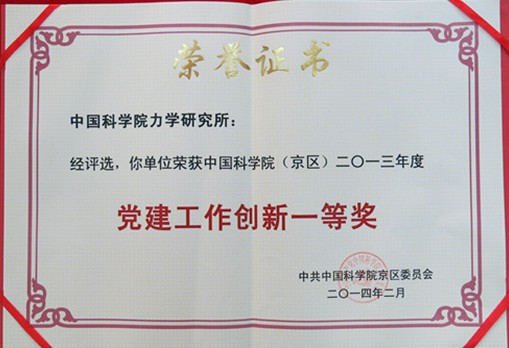 荣誉证书
中国科学院力学研究所：
经评选，你单位荣获中国科学院（京区）二〇一三年度
党建工作创新一等奖
中共中国科学院京区委员会
二〇一四年二月